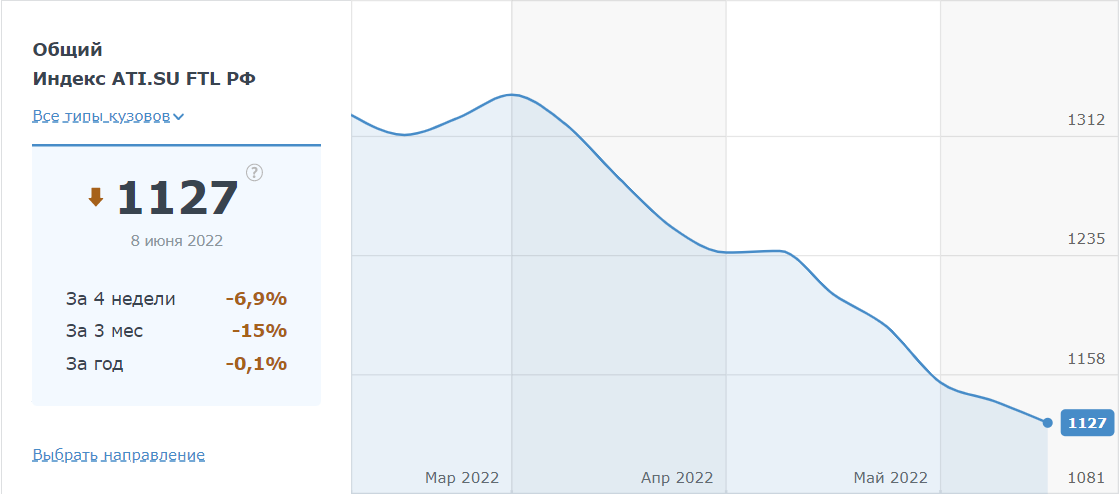 Общий
Индекс ATI.SU FTL РФ
Все типы кузовов
1127
?
8 июня 2022
За 4 недели -6,9%
За 3 мес -15%
За год -0,1%
Выбрать направление
1312
1235
1158
1127
1081
Мар 2022
Апр 2022
Май 2022